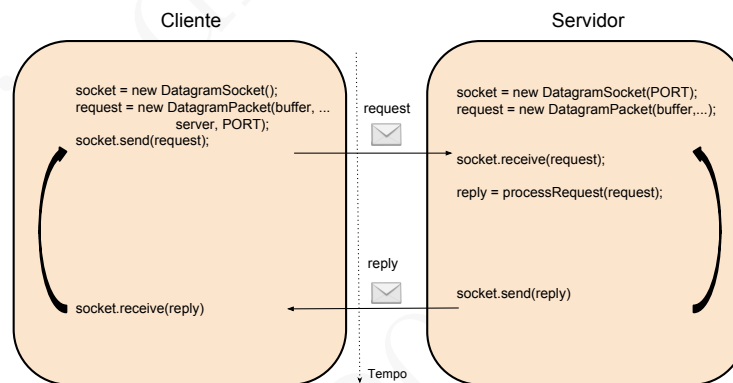 Cliente
Servidor
socket = new DatagramSocket();
request = new DatagramPacket(buffer, ...
server, PORT);
socket.send(request);
request
socket = new DatagramSocket(PORT);
request = new DatagramPacket(buffer,...);
socket.receive(request);
reply = processRequest(request);
reply
socket.send(reply)
socket.receive(reply)
Tempo